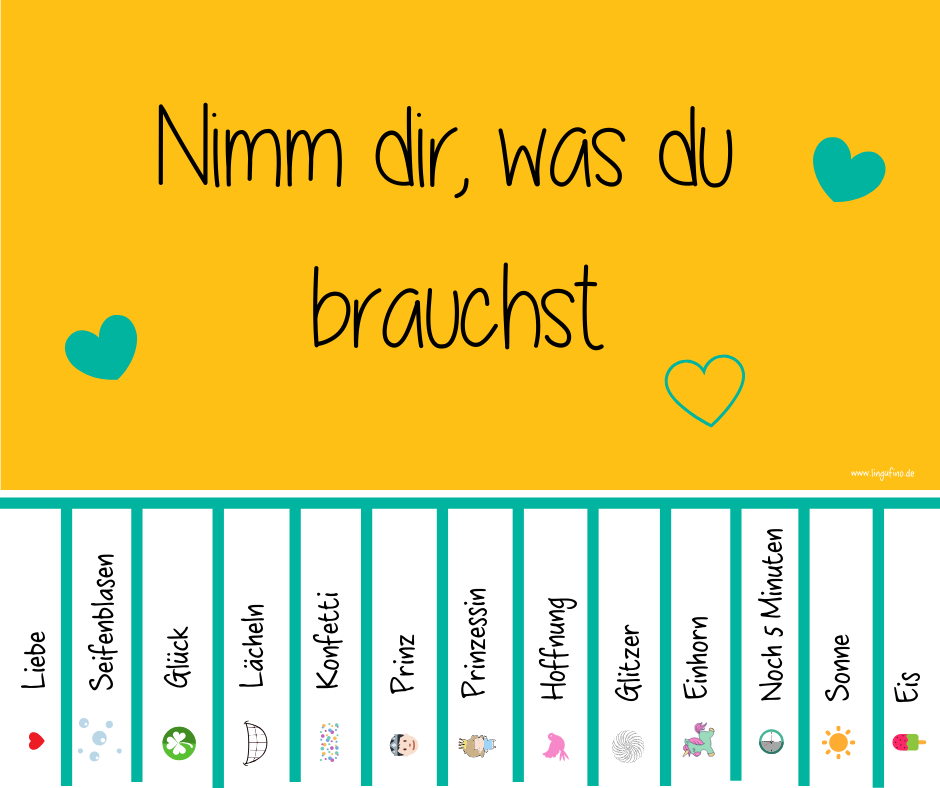 Nimm dir, was du
brauchst
www.lingufino.de
Liebe
Seifenblasen
Glück
Lächeln
Konfetti
Prinz
Prinzessin
Hoffnung
Glitzer
Einhorn
Noch 5 Minuten
Sonne
Eis